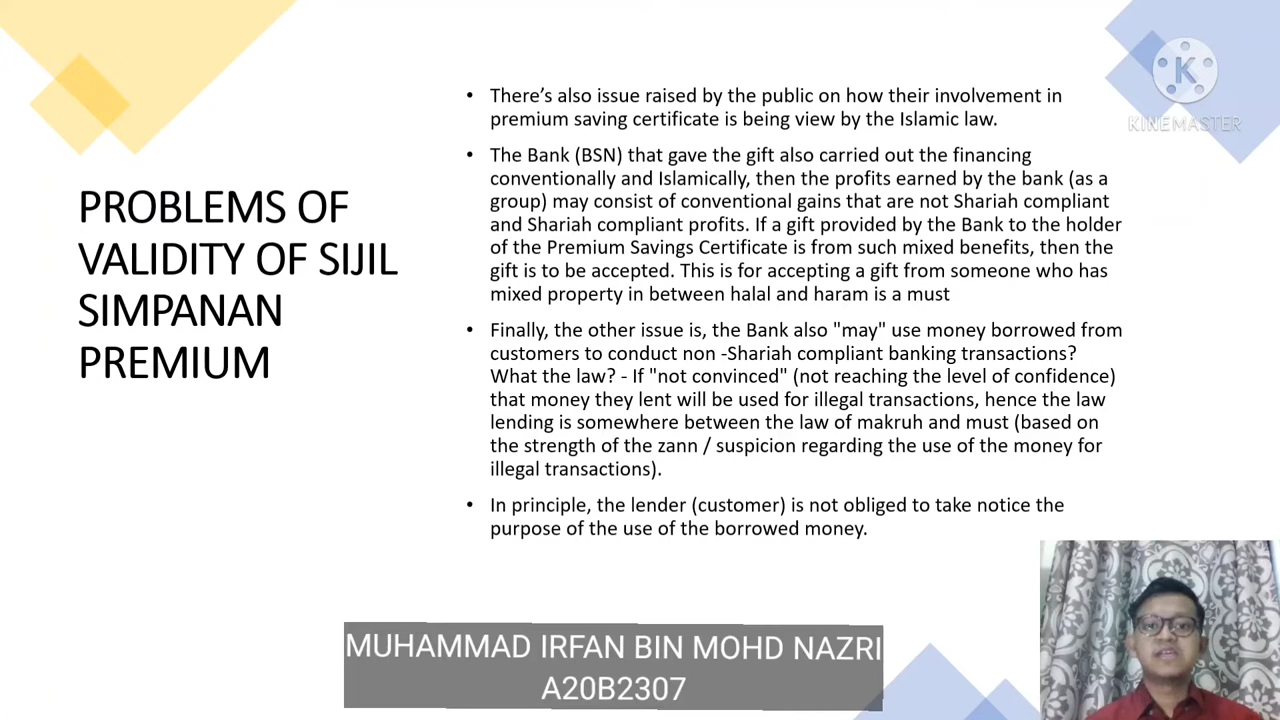 PROBLEMS OF
VALIDITY OF SIJIL
SIMPANAN
PREMIUM
• There’s also issue raised by the public on how their involvement in
premium saving certificate is being view by the Islamic law.
• The Bank (BSN) that gave the gift also carried out the financing
conventionally and Islamically, then the profits earned by the bank (as a
group) may consist of conventional gains that are not Shariah compliant
and Shariah compliant profits. If a gift provided by the Bank to the holder
of the Premium Savings Certificate is from such mixed benefits, then the
gift is to be accepted. This is for accepting a gift from someone who has
mixed property in between halal and haram is a must
• Finally, the other issue is, the Bank also "may" use money borrowed from
customers to conduct non -Shariah compliant banking transactions?
What the law? - If "not convinced" (not reaching the level of confidence)
that money they lent will be used for illegal transactions, hence the law
lending is somewhere between the law of makruh and must (based on
the strength of the zann / suspicion regarding the use of the money for
illegal transactions).
• In principle, the lender (customer) is not obliged to take notice the
purpose of the use of the borrowed money.
K
KINEMASTER
MUHAMMAD IRFAN BIN MOHD NAZRI
A20B2307